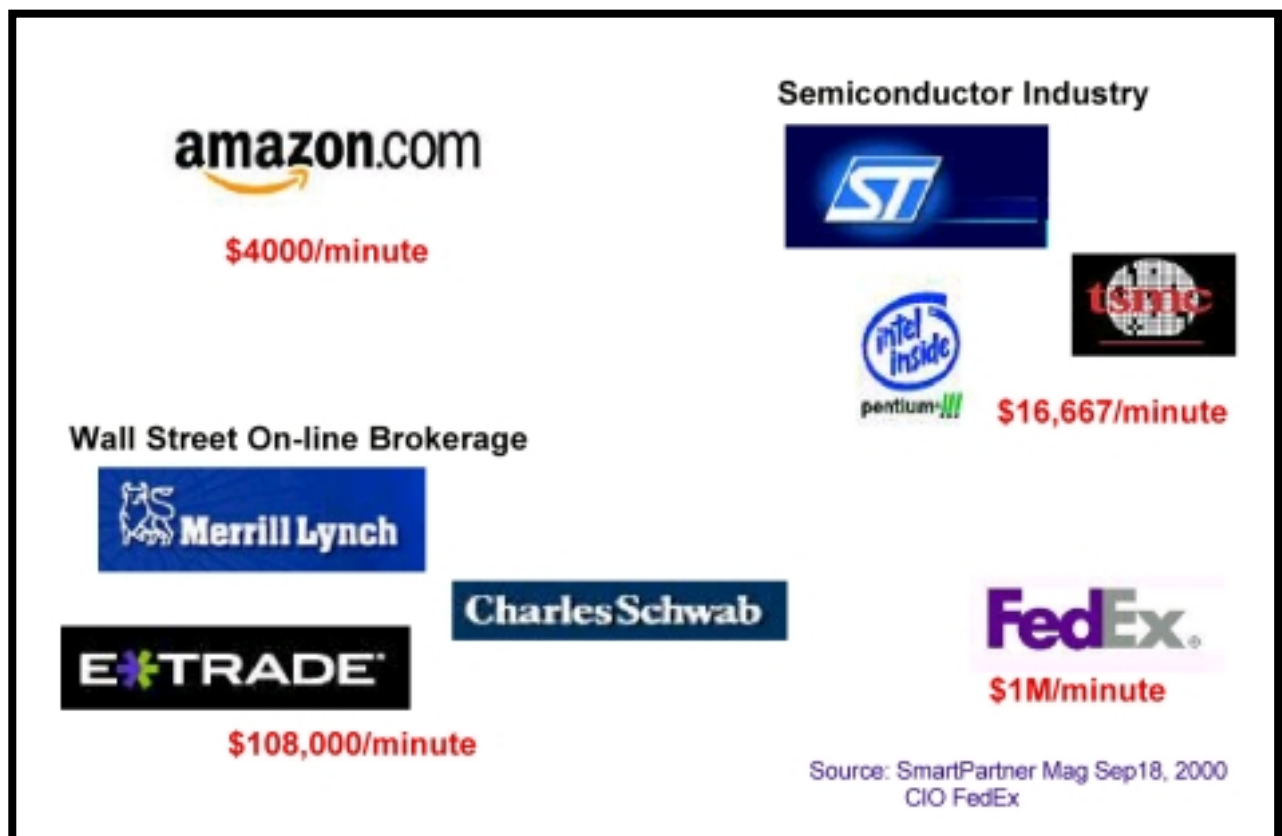 amazon.com
$4000/minute
Semiconductor Industry
ST
tsmc
intel
inside
pentium®!!!
$16,667/minute
Wall Street On-line Brokerage
Merrill Lynch
Charles Schwab
E*TRADE®
$108,000/minute
FedEx®
$1M/minute
Source: SmartPartner Mag Sep18, 2000
CIO FedEx